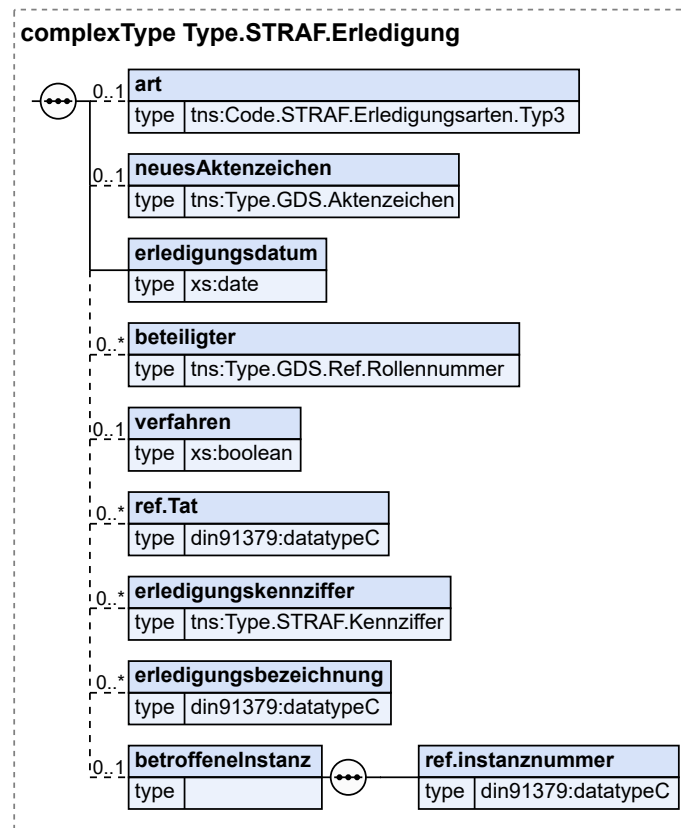 complexType Type.STRAF.Erledigung
0..1 art
type tns:Code.STRAF.Erledigungsarten.Typ3
0..1 neuesAktenzeichen
type tns:Type.GDS.Aktenzeichen
erledigungsdatum
type xs:date
0..* beteiligter
type tns:Type.GDS.Ref.Rollennummer
0..1 verfahren
type xs:boolean
0..* ref.Tat
type din91379:datatypeC
0..* erledigungskennziffer
type tns:Type.STRAF.Kennziffer
0..* erledigungsbezeichnung
type din91379:datatypeC
0..1 betroffeneInstanz ref.instanznummer
type type din91379:datatypeC